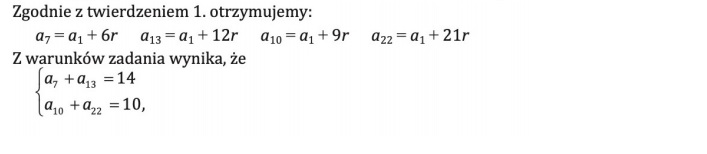 Zgodnie z twierdzeniem 1. otrzymujemy:
a₇ = a₁ + 6r a₁₃ = a₁ + 12r a₁₀ = a₁ + 9r a₂₂ = a₁ + 21r
Z warunków zadania wynika, że
{a₇ + a₁₃ = 14
a₁₀ + a₂₂ = 10,